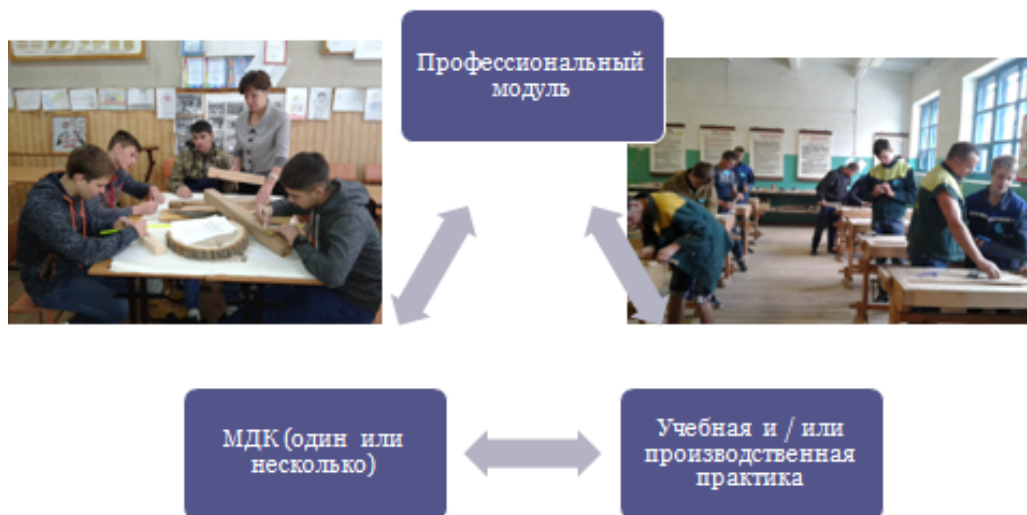 Профессиональный
модуль
МДК (один или
несколько)
Учебная и / или
производственная
практика